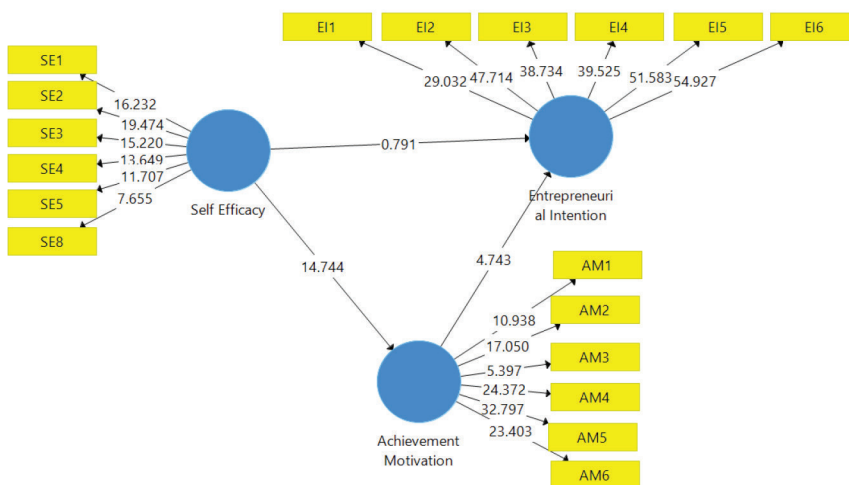 EI1
EI2
EI3
EI4
EI5
EI6
29.032
47.714
38.734
39.525
51.583
54.927
SE1
SE2
SE3
SE4
SE5
SE8
16.232
19.474
15.220
13.649
11.707
7.655
Self Efficacy
0.791
Entrepreneuri
al Intention
14.744
4.743
AM1
AM2
AM3
AM4
AM5
AM6
10.938
17.050
5.397
24.372
32.797
23.403
Achievement
Motivation